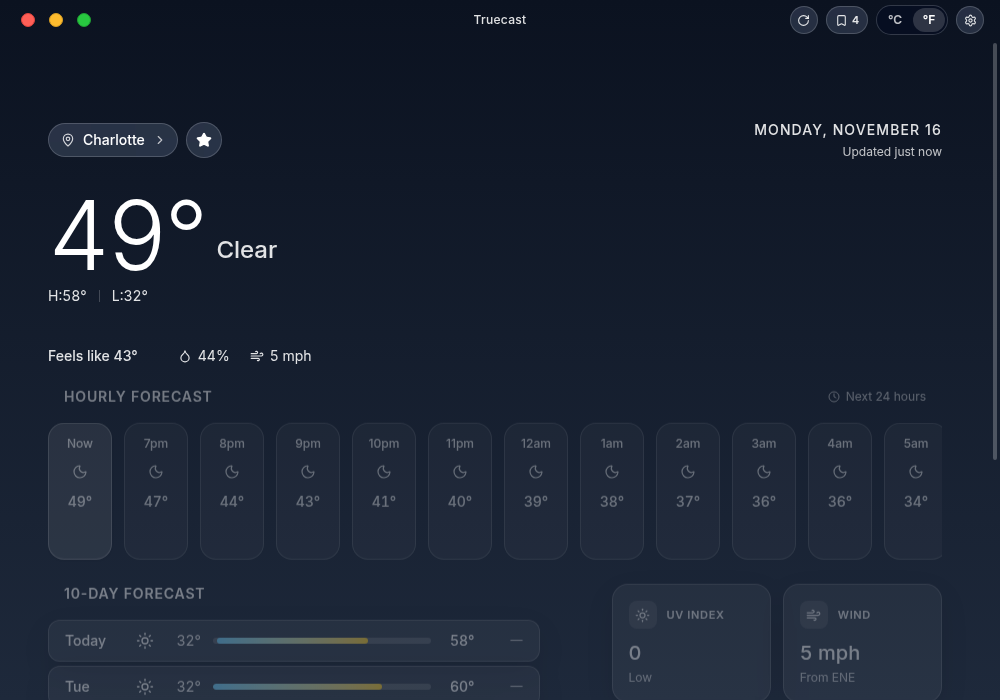 Truecast
4
°C
°F
Charlotte
MONDAY, NOVEMBER 16
Updated just now
49°
Clear
H:58° L:32°
Feels like 43° 44% 5 mph
HOURLY FORECAST
Next 24 hours
Now 7pm 8pm 9pm 10pm 11pm 12am 1am 2am 3am 4am 5am
49° 47° 44° 43° 41° 40° 39° 38° 37° 36° 36° 34°
10-DAY FORECAST
Today 32° 58° —
Tue 32° 60° —
UV INDEX
0
Low
WIND
5 mph
From ENE